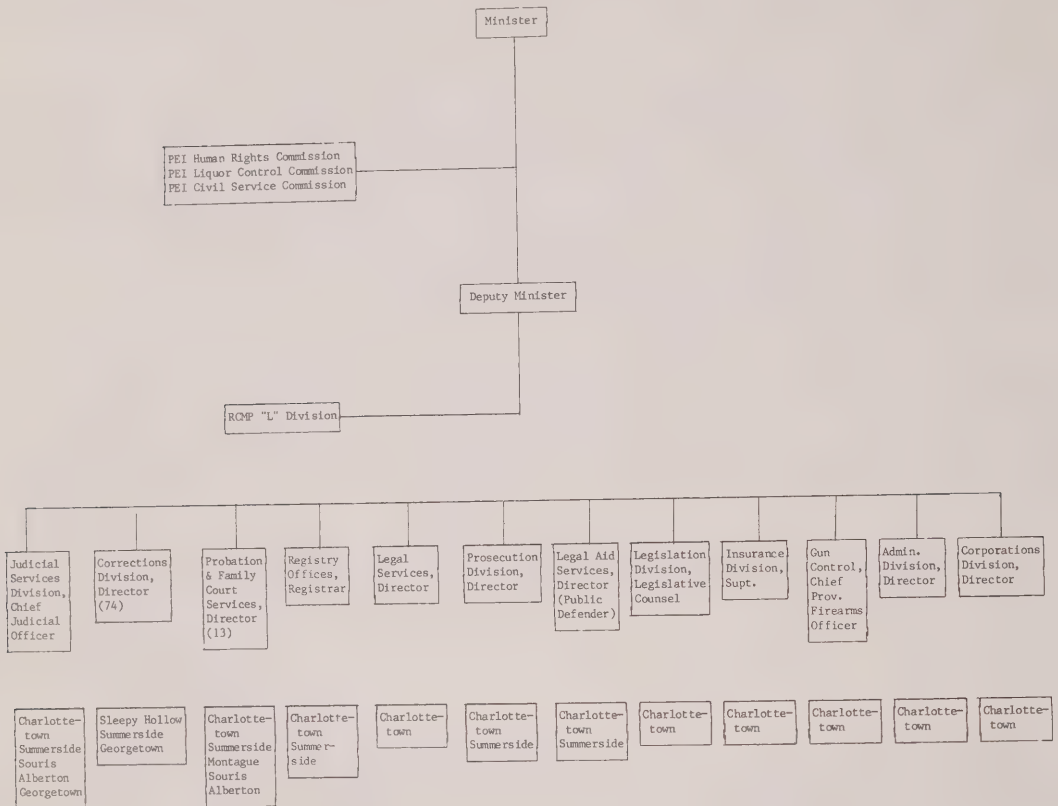 Minister
PEI Human Rights Commission
PEI Liquor Control Commission
PEI Civil Service Commission
Deputy Minister
RCMP "L" Division
Judicial
Services
Division,
Chief
Judicial
Officer
Corrections
Division,
Director
(74)
Probation
& Family
Court
Services,
Director
(13)
Registry
Offices,
Registrar
Legal
Services,
Director
Prosecution
Division,
Director
Legal Aid
Services,
Director
(Public
Defender)
Legislation
Division,
Legislative
Counsel
Insurance
Division,
Supt.
Gun
Control,
Chief
Prov.
Firearms
Officer
Admin.
Division,
Director
Corporations
Division,
Director
Charlotte-
town
Summerside
Souris
Alberton
Georgetown
Sleepy Hollow
Summerside
Georgetown
Charlotte-
town
Summerside
Montague
Souris
Alberton
Charlotte-
town
Summer-
side
Charlotte-
town
Charlotte-
town
Summerside
Charlotte-
town
Summerside
Charlotte-
town
Charlotte-
town
Charlotte-
town
Charlotte-
town
Charlotte-
town